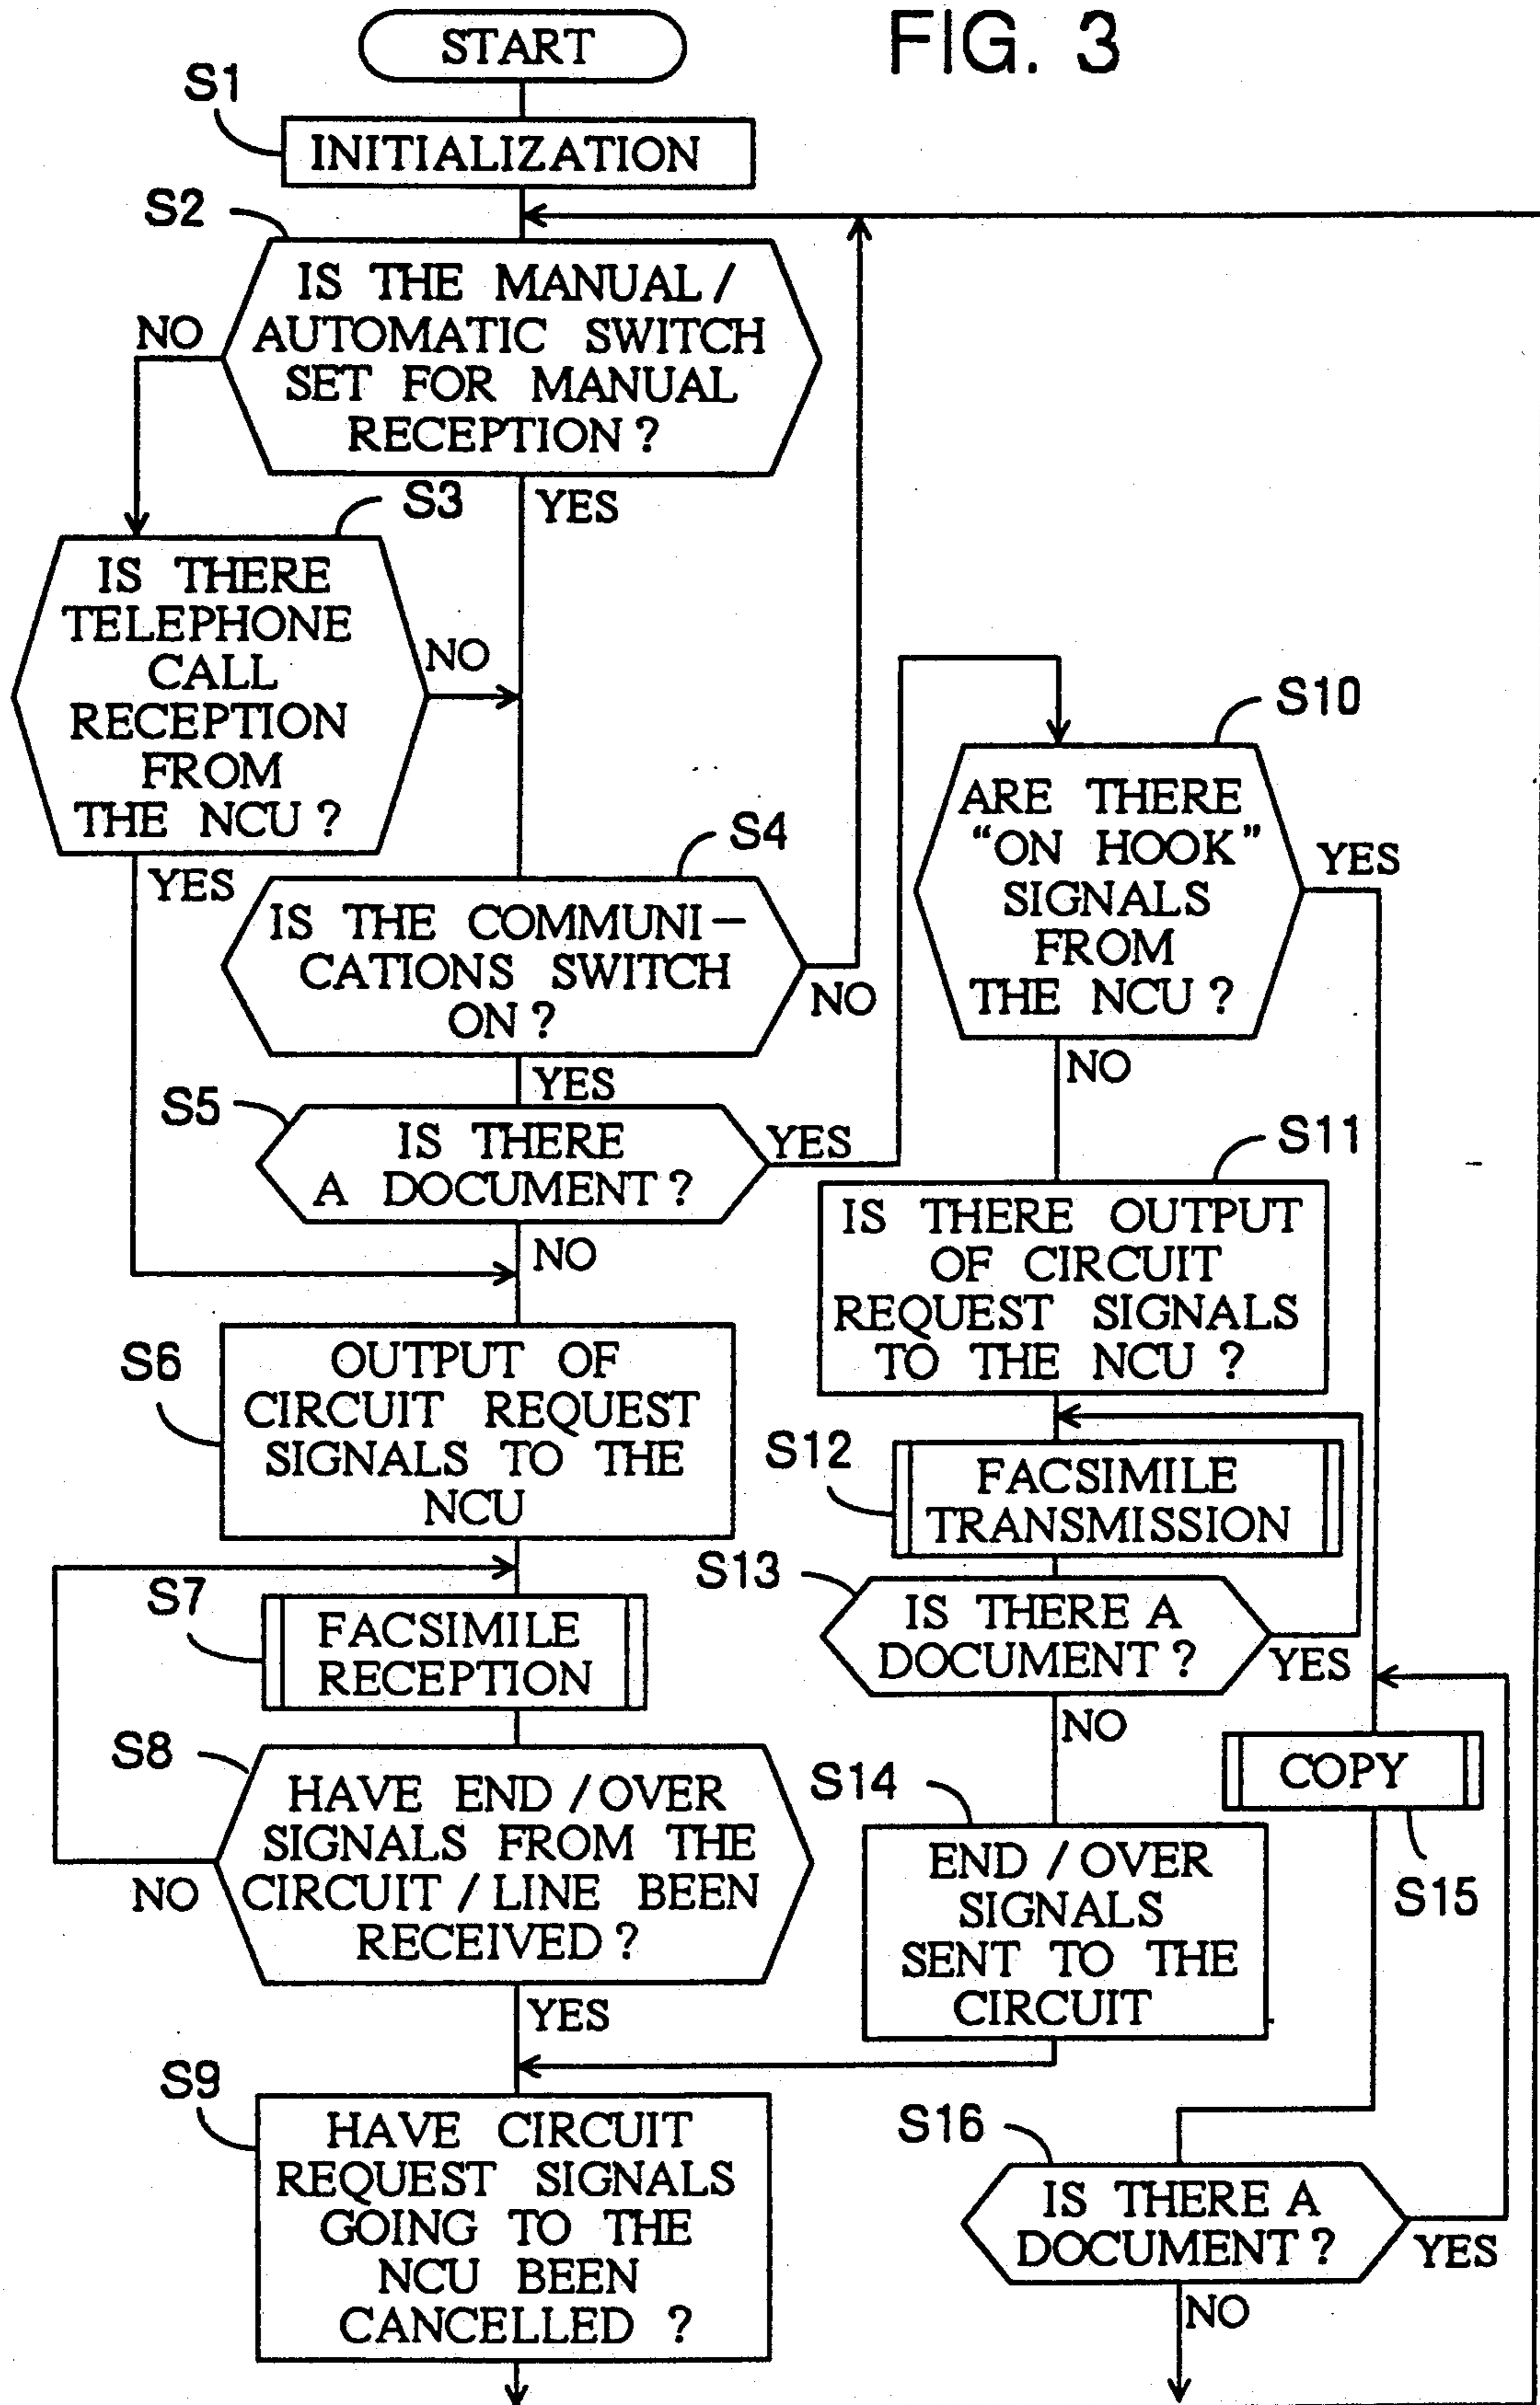 FIG. 3
START
S1
INITIALIZATION
S2
IS THE MANUAL /
AUTOMATIC SWITCH
SET FOR MANUAL
RECEPTION ?
NO
YES
S3
IS THERE
TELEPHONE
CALL
RECEPTION
FROM
THE NCU ?
NO
YES
S4
IS THE COMMUNI-
CATIONS SWITCH
ON ?
NO
YES
S5
IS THERE
A DOCUMENT ?
YES
NO
S6
OUTPUT OF
CIRCUIT REQUEST
SIGNALS TO THE
NCU
S7
FACSIMILE
RECEPTION
S8
HAVE END / OVER
SIGNALS FROM THE
CIRCUIT / LINE BEEN
RECEIVED ?
NO
YES
S9
HAVE CIRCUIT
REQUEST SIGNALS
GOING TO THE
NCU BEEN
CANCELLED ?
S10
ARE THERE
"ON HOOK"
SIGNALS
FROM
THE NCU ?
YES
NO
S11
IS THERE OUTPUT
OF CIRCUIT
REQUEST SIGNALS
TO THE NCU ?
S12
FACSIMILE
TRANSMISSION
S13
IS THERE A
DOCUMENT ?
YES
NO
S14
END / OVER
SIGNALS
SENT TO THE
CIRCUIT
COPY
S15
S16
IS THERE A
DOCUMENT ?
YES
NO